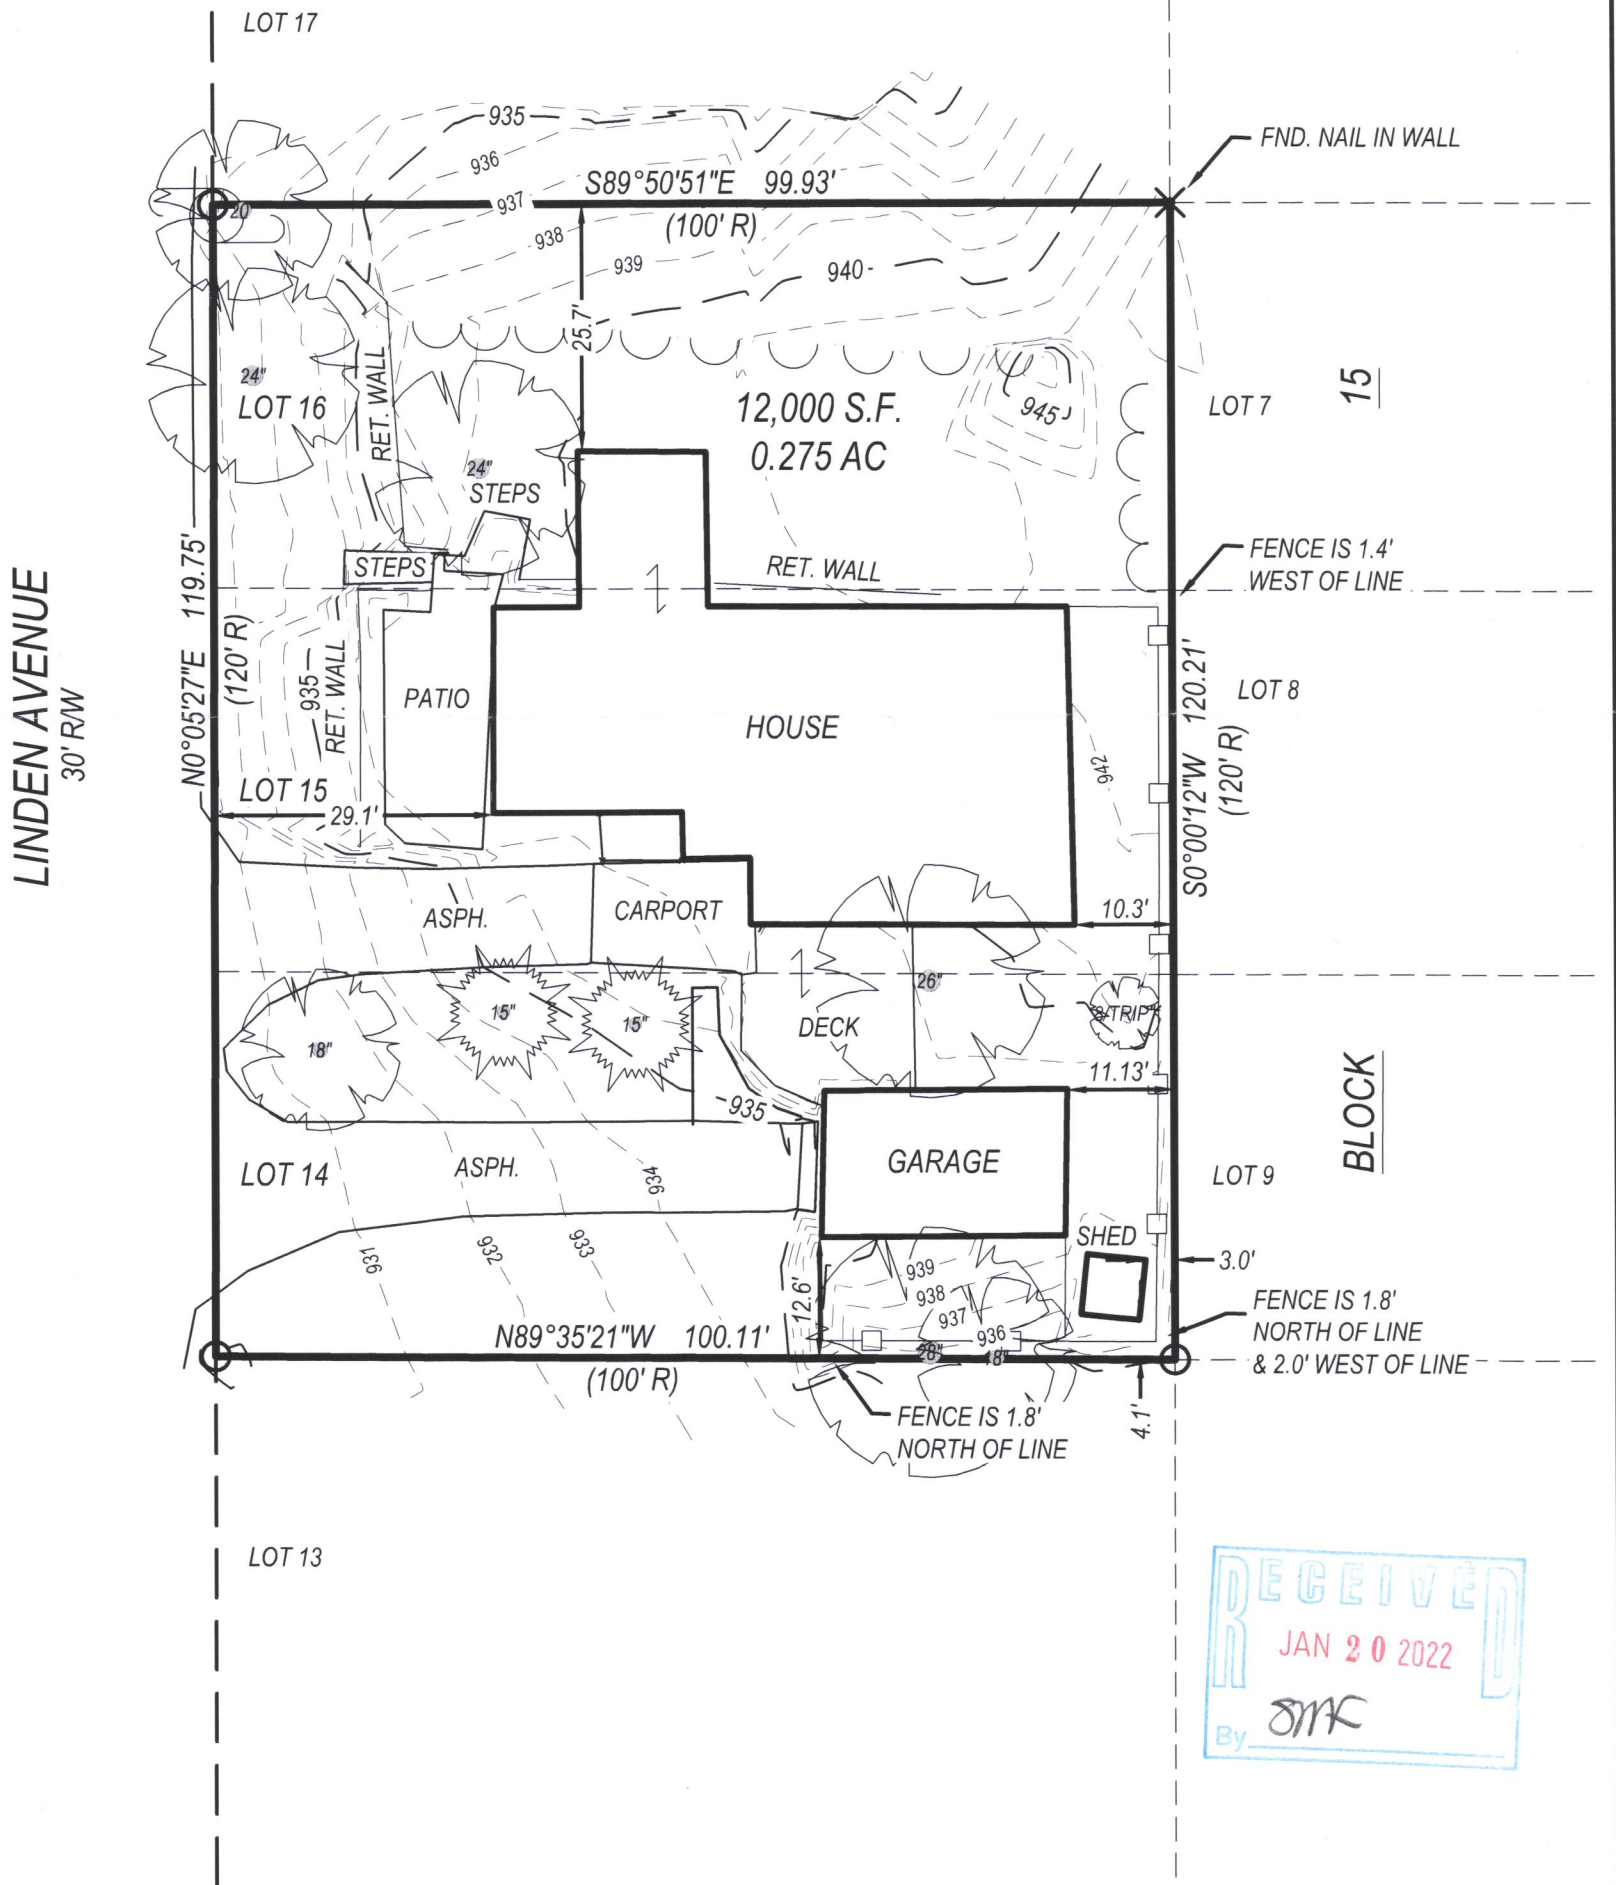 LOT 17
935
936
937
938
939
940
FND. NAIL IN WALL
S89°50'51"E 99.93'
(100' R)
20
24"
LOT 16
RET. WALL
25.7'
12,000 S.F.
0.275 AC
945
LOT 7
15
24"
STEPS
STEPS
RET. WALL
FENCE IS 1.4'
WEST OF LINE
LINDEN AVENUE
30' R/W
N0°05'27"E 119.75'
(120' R)
935
RET. WALL
PATIO
HOUSE
942
S0°00'12"W 120.21'
(120' R)
LOT 8
LOT 15
29.1'
ASPH.
CARPORT
10.3'
26"
15"
15"
18"
DECK
11.13'
935
BLOCK
LOT 14
ASPH.
934
GARAGE
LOT 9
SHED
931
932
933
939
938
937
936
12.6'
3.0'
FENCE IS 1.8'
NORTH OF LINE
& 2.0' WEST OF LINE
N89°35'21"W 100.11'
(100' R)
28"
18"
4.1'
FENCE IS 1.8'
NORTH OF LINE
LOT 13
RECEIVED
JAN 20 2022
By SMK